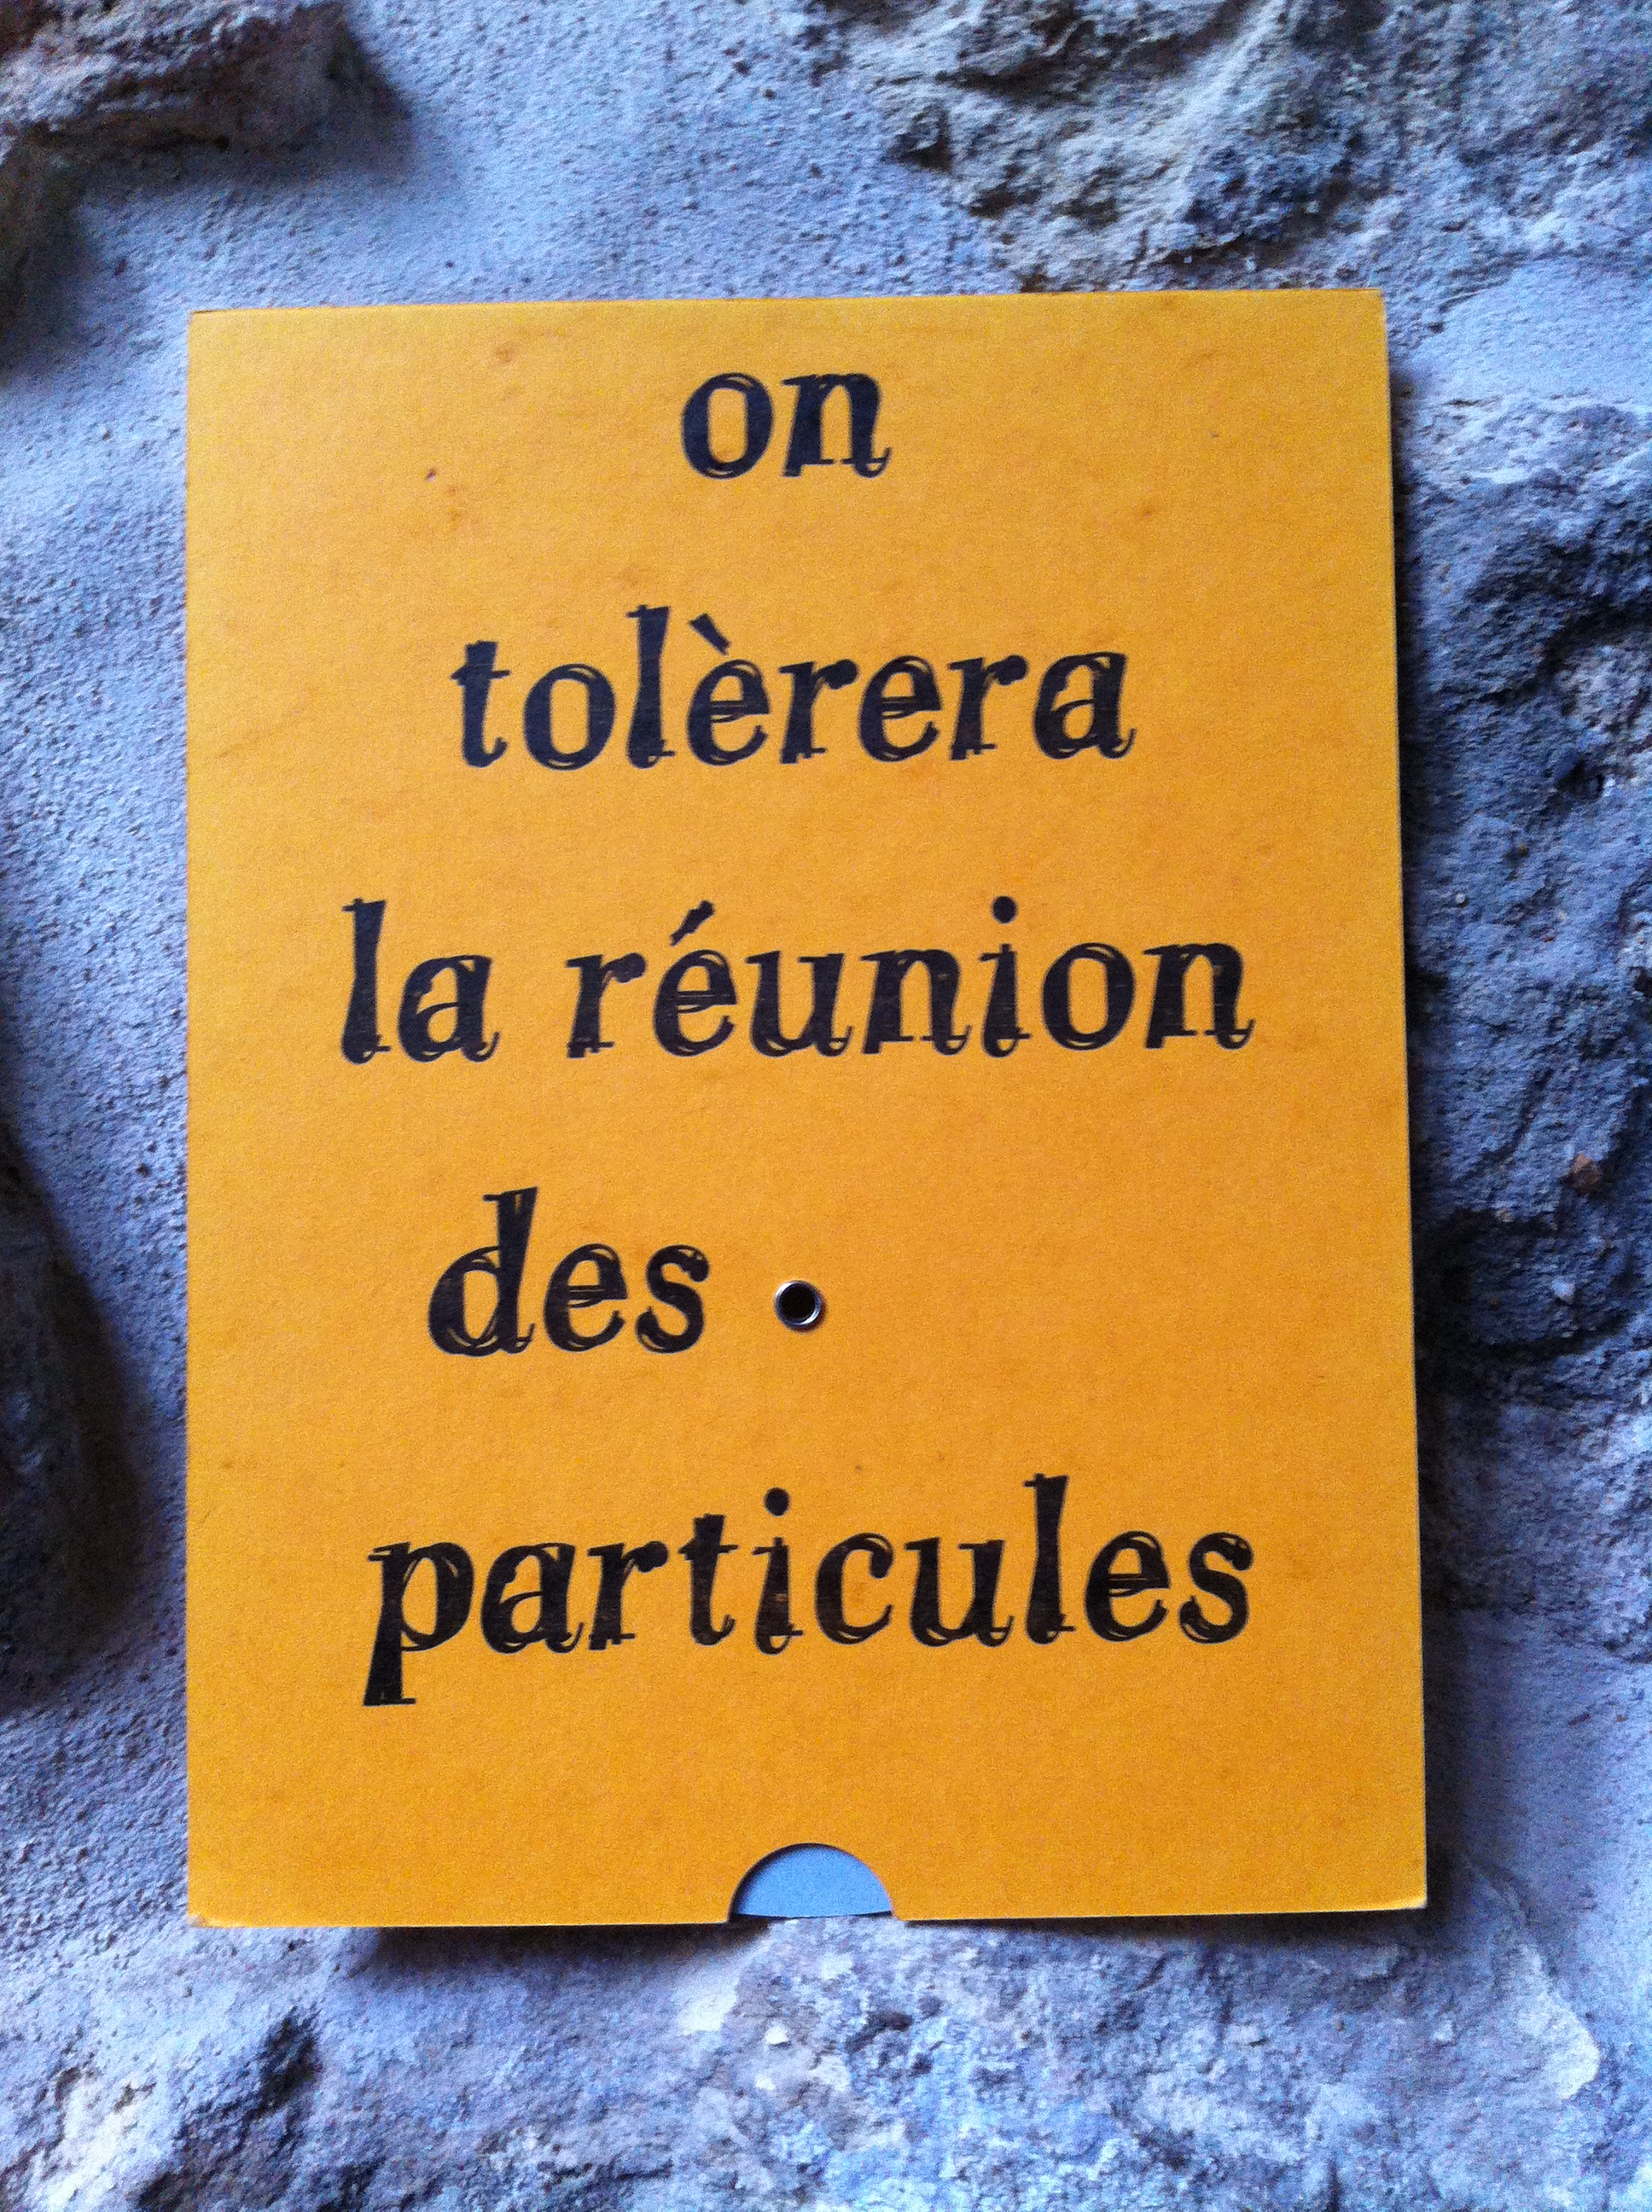 on
tolèrera
la réunion
des
particules